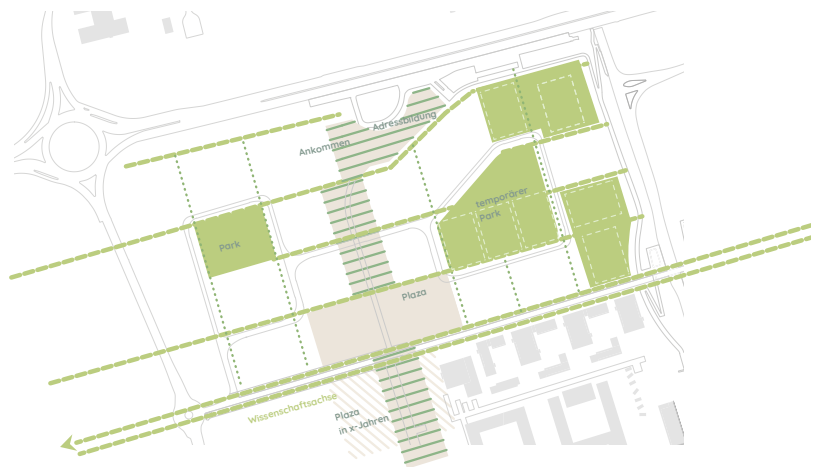 Adressbildung
Ankommen
temporärer
Park
Park
Plaza
Wissenschaftsachse
Plaza
in x-Jahren